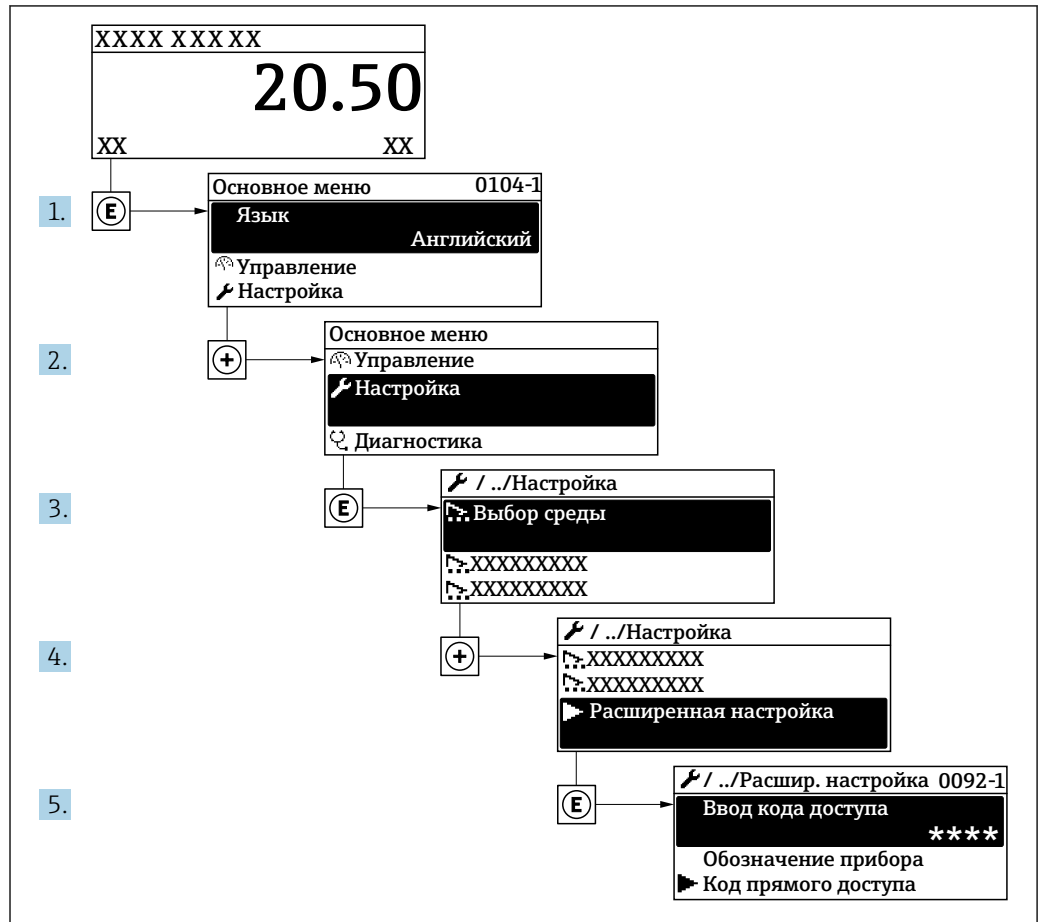 XXXX XXX XX
20.50
XX XX
1.
E
Основное меню 0104-1
Язык
Английский
Управление
Настройка
2.
+
Основное меню
Управление
Настройка
Диагностика
3.
E
/ ../Настройка
Выбор среды
XXXXXXXXX
XXXXXXXXX
4.
+
/ ../Настройка
XXXXXXXXX
XXXXXXXXX
Расширенная настройка
5.
E
/ ../Расшир. настройка 0092-1
Ввод кода доступа
****
Обозначение прибора
Код прямого доступа